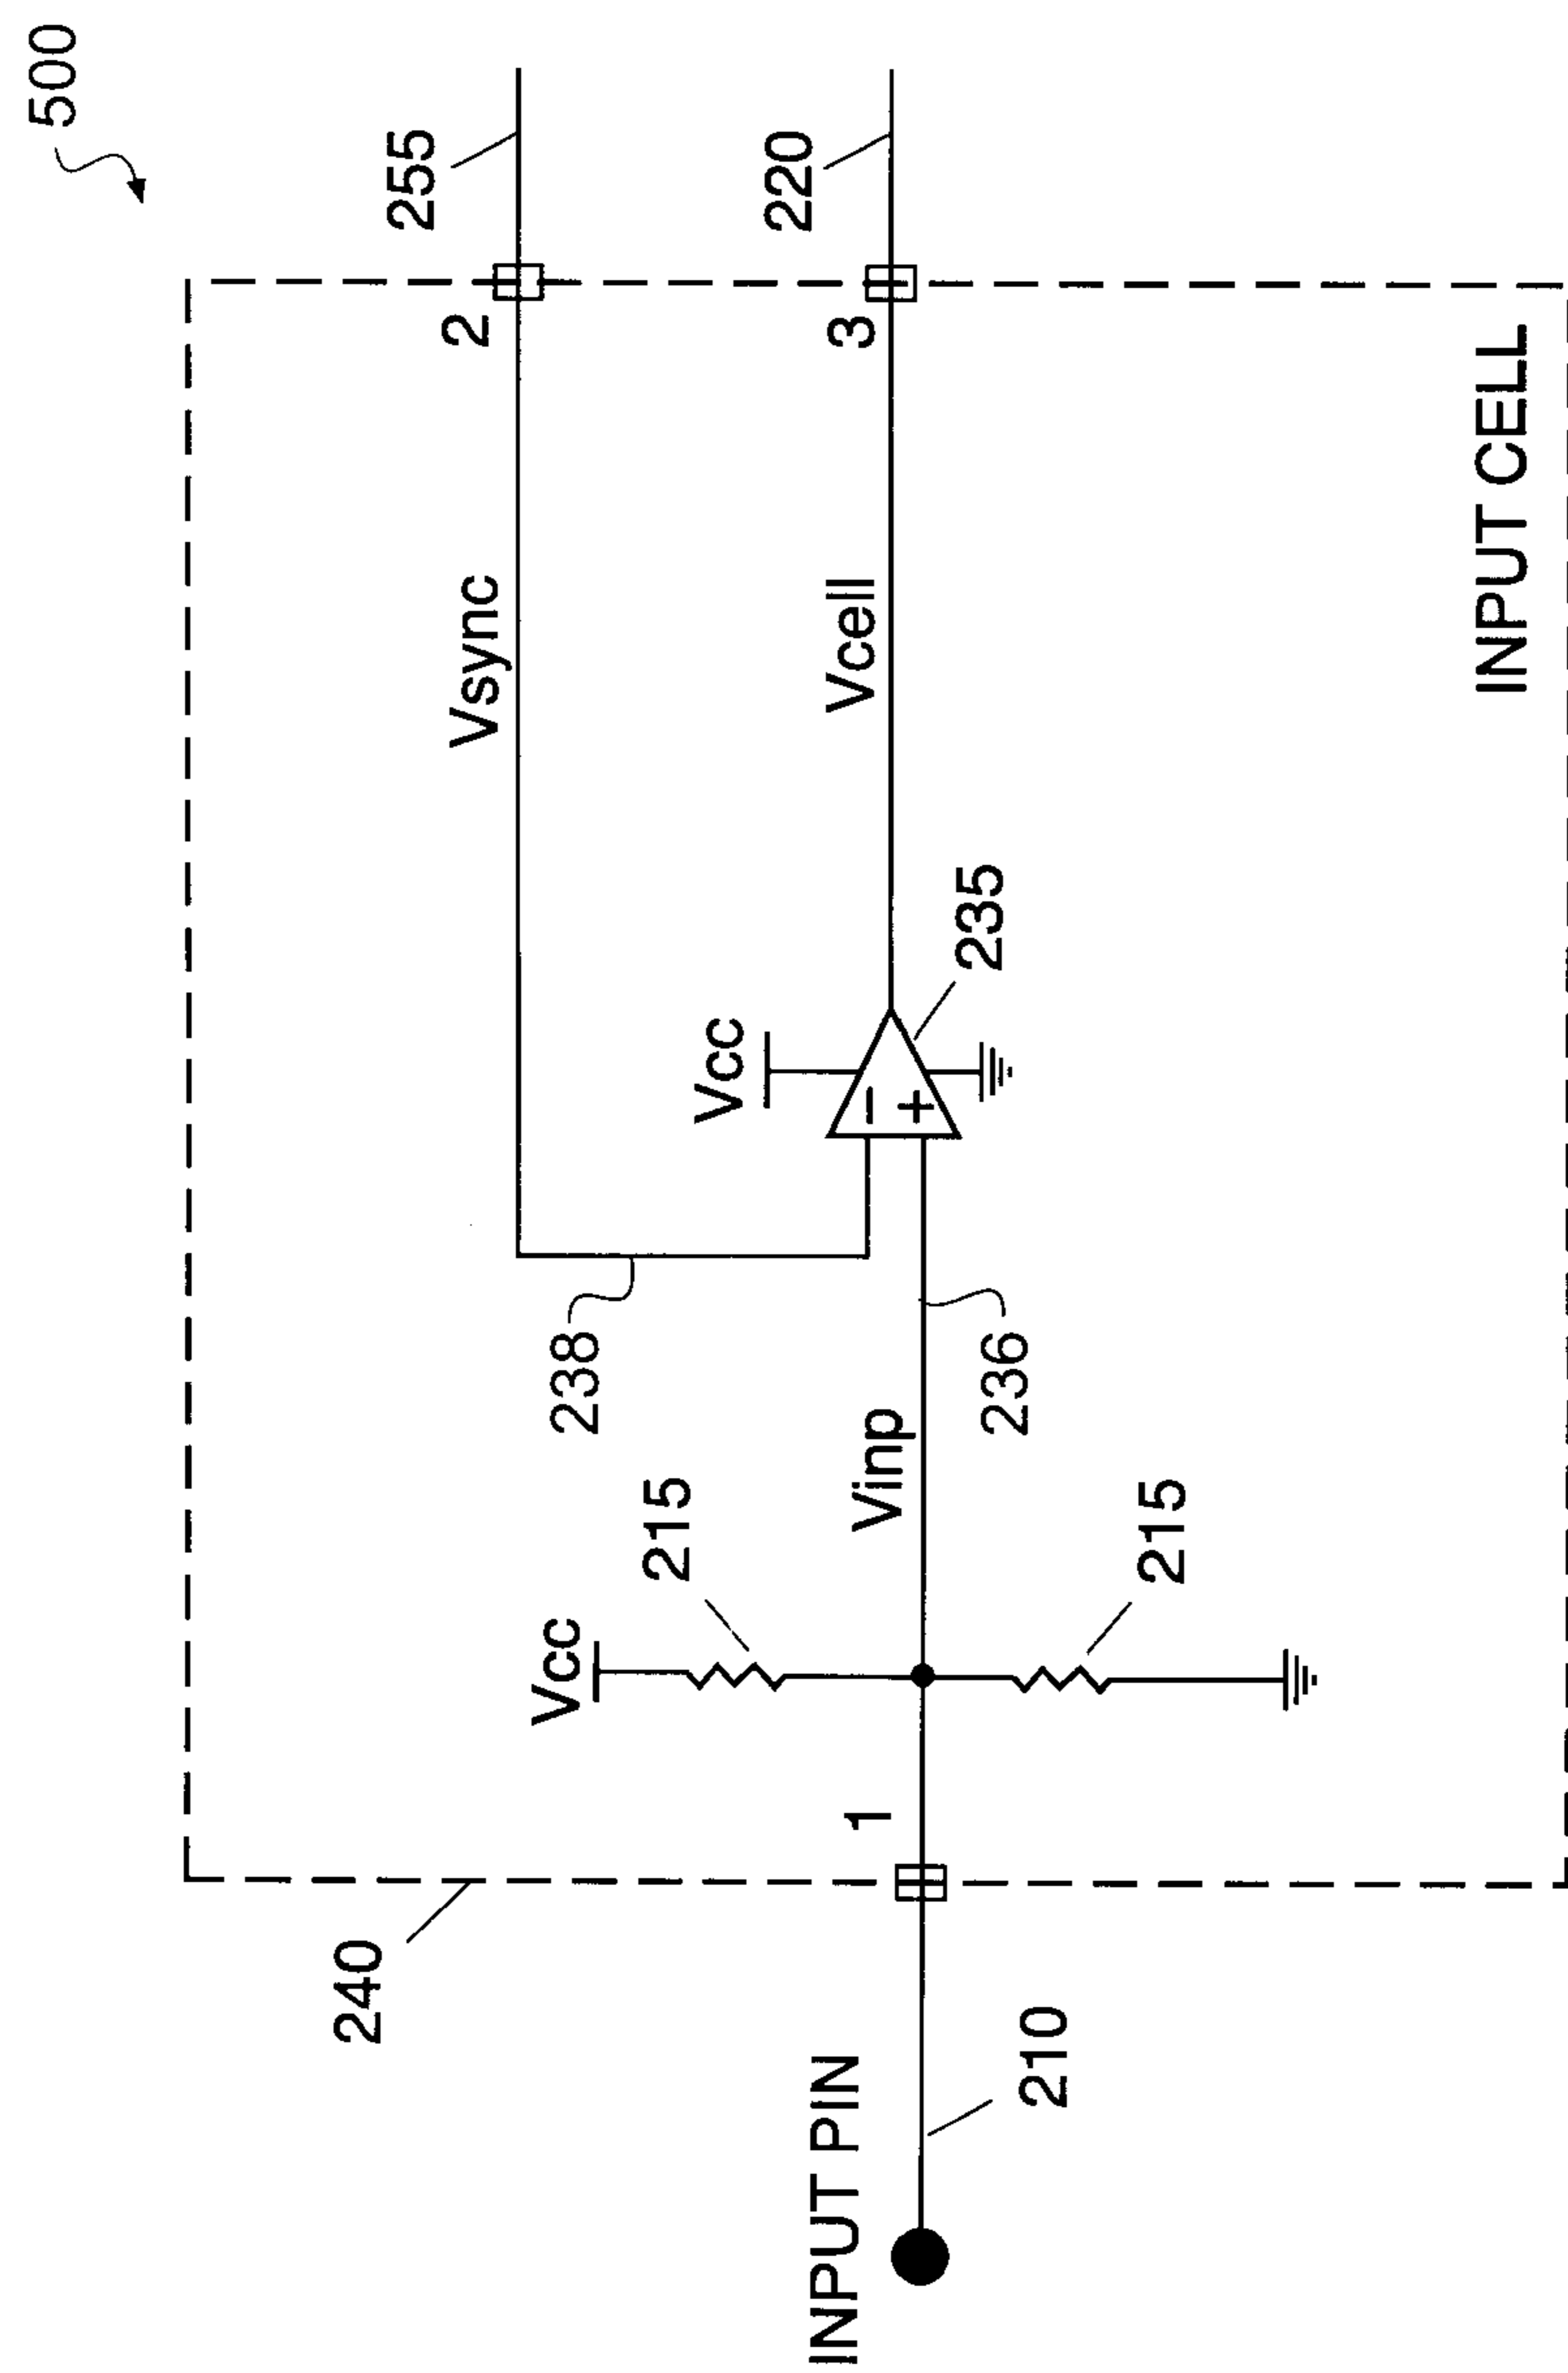 500
255
2
Vsync
220
3
Vcell
Vcc
−
+
235
238
236
Vinp
215
Vcc
215
1
240
INPUT PIN
210
INPUT CELL